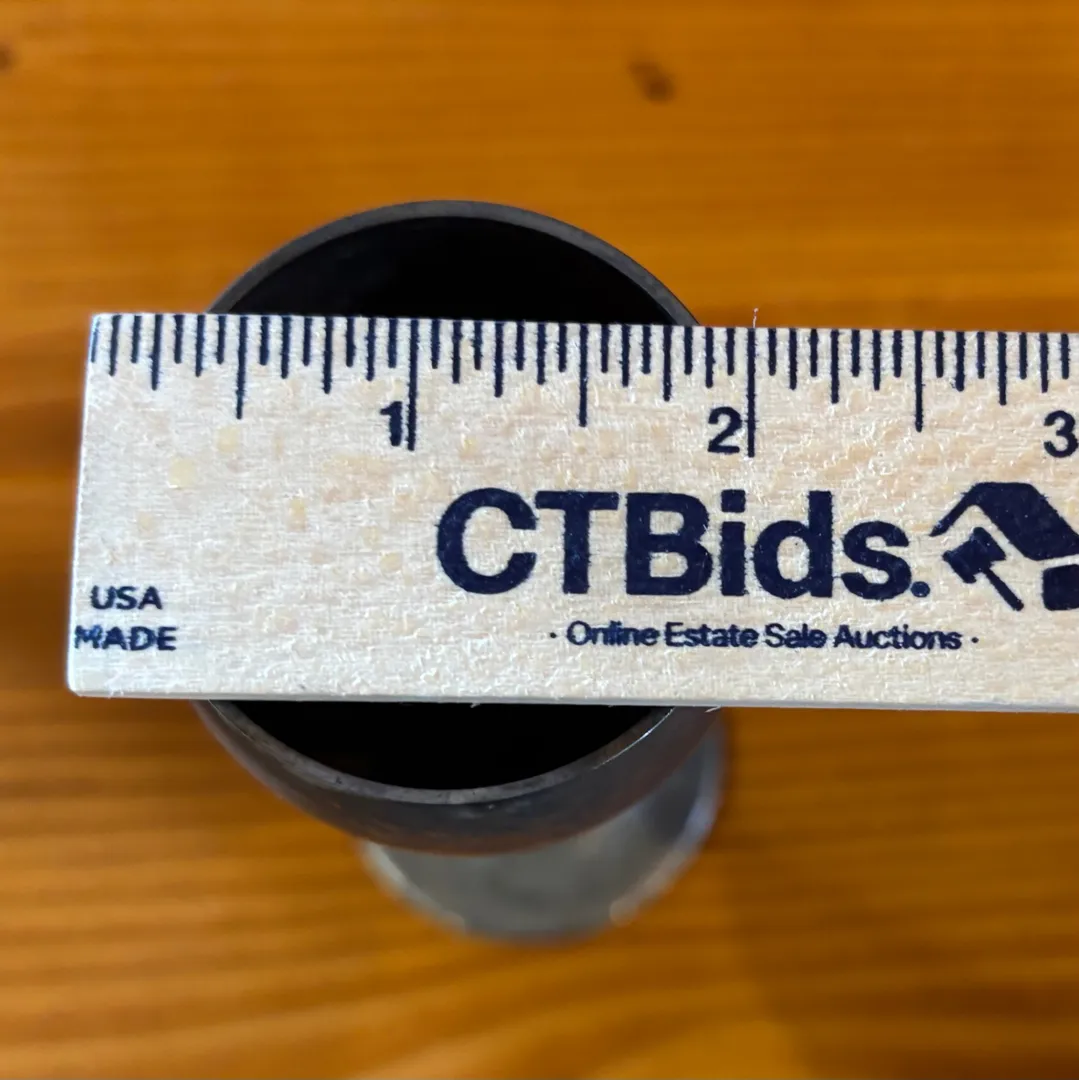 1 2 3
CTBids.
USA
MADE
· Online Estate Sale Auctions ·